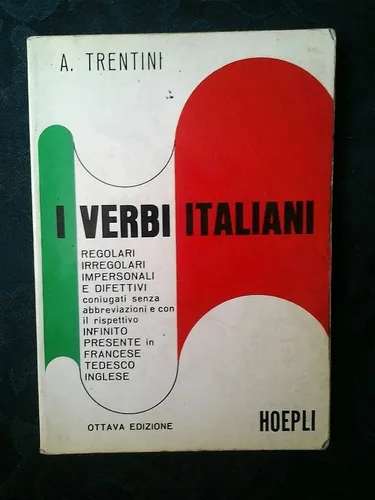 A. TRENTINI
I VERBI ITALIANI
REGOLARI
IRREGOLARI
IMPERSONALI
E DIFETTIVI
coniugati senza
abbreviazioni e con
il rispettivo
INFINITO
PRESENTE in
FRANCESE
TEDESCO
INGLESE
OTTAVA EDIZIONE
HOEPLI